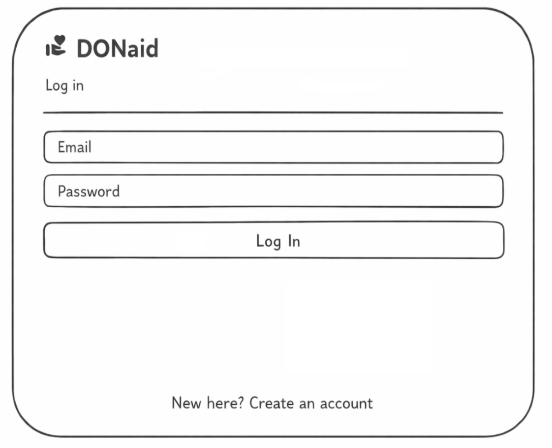 DONaid
Log in
Email
Password
Log In
New here? Create an account